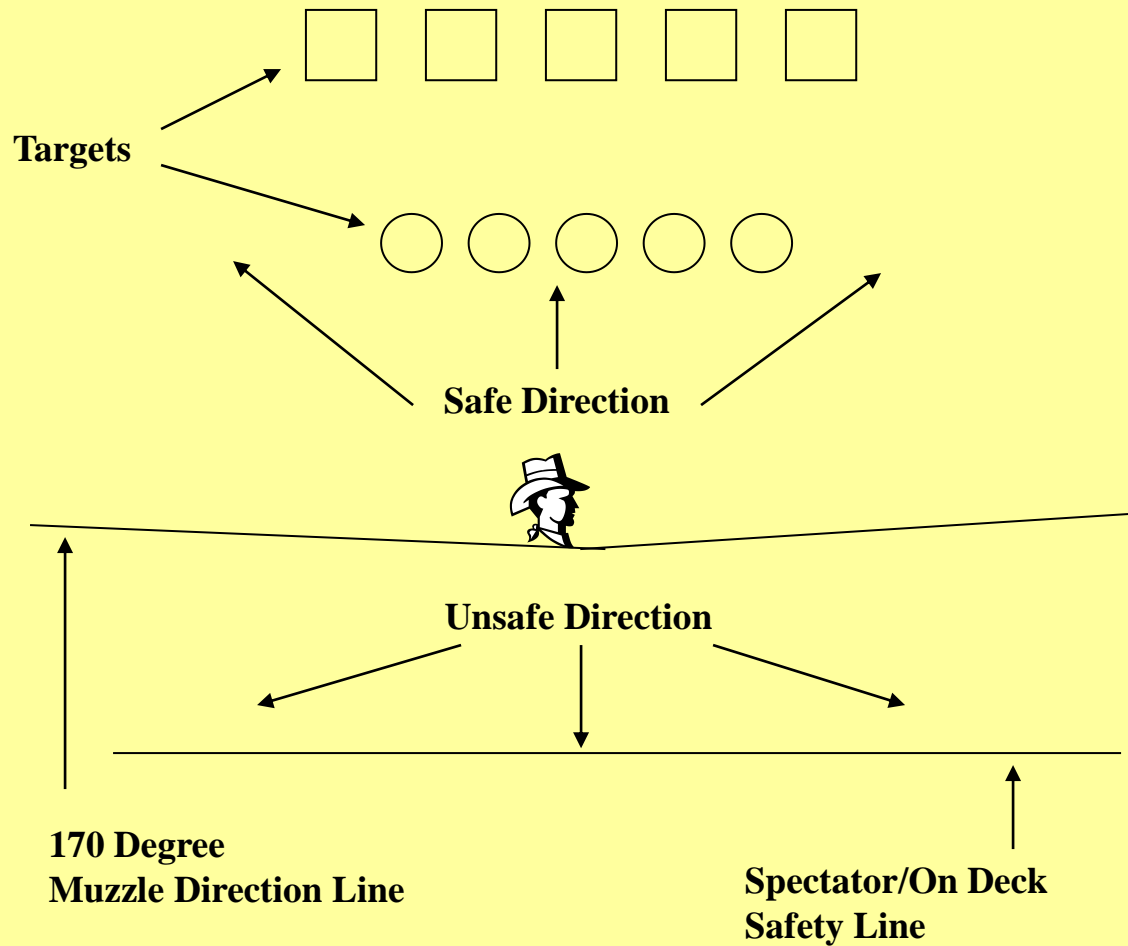 Targets
Safe Direction
Unsafe Direction
170 Degree
Muzzle Direction Line
Spectator/On Deck
Safety Line